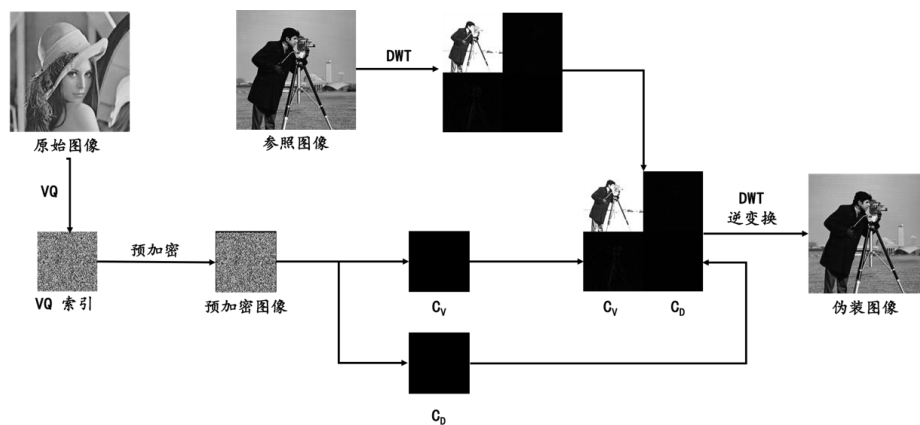 原始图像
参照图像
DWT
VQ
VQ 索引
预加密
预加密图像
C_V
C_D
C_V
C_D
DWT
逆变换
伪装图像